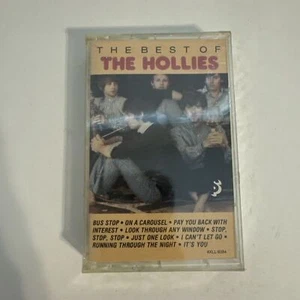 THE BEST OF
THE HOLLIES
BUS STOP • ON A CAROUSEL • PAY YOU BACK WITH
INTEREST • LOOK THROUGH ANY WINDOW • STOP,
STOP, STOP • JUST ONE LOOK • I CAN'T LET GO •
RUNNING THROUGH THE NIGHT • IT'S YOU